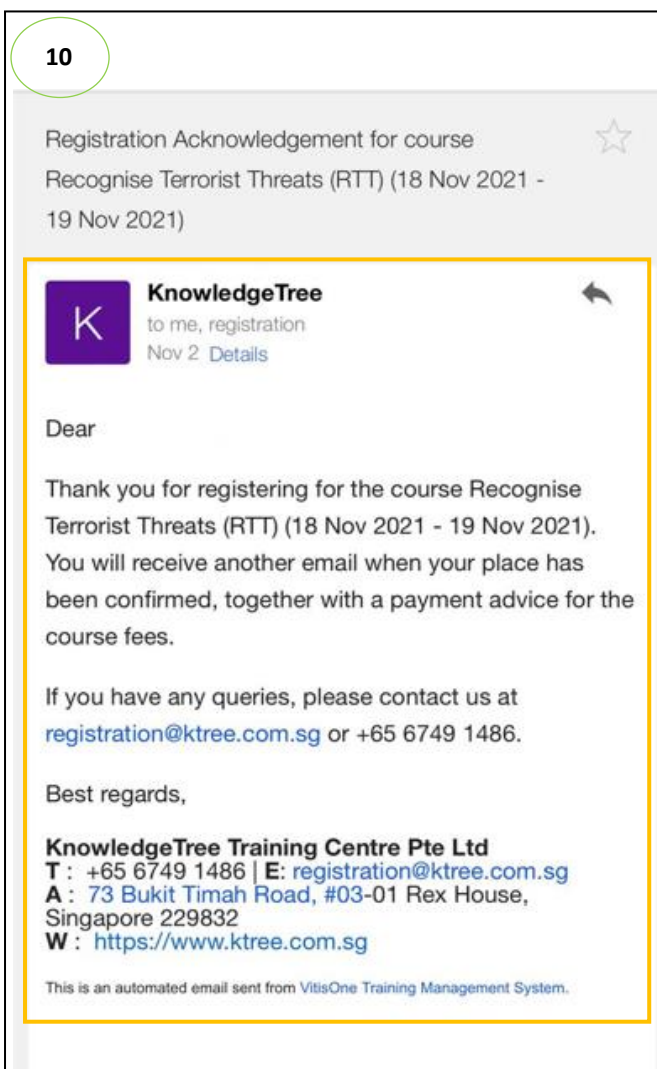 10
Registration Acknowledgement for course
Recognise Terrorist Threats (RTT) (18 Nov 2021 -
19 Nov 2021)
K
KnowledgeTree
to me, registration
Nov 2 Details
Dear
Thank you for registering for the course Recognise
Terrorist Threats (RTT) (18 Nov 2021 - 19 Nov 2021).
You will receive another email when your place has
been confirmed, together with a payment advice for the
course fees.
If you have any queries, please contact us at
registration@ktree.com.sg or +65 6749 1486.
Best regards,
KnowledgeTree Training Centre Pte Ltd
T : +65 6749 1486 | E: registration@ktree.com.sg
A : 73 Bukit Timah Road, #03-01 Rex House,
Singapore 229832
W : https://www.ktree.com.sg
This is an automated email sent from VitisOne Training Management System.